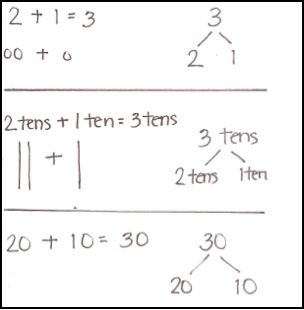 2 + 1 = 3
3
oo + o
2 1
2 tens + 1 ten = 3 tens
3 tens
|| + |
2 tens 1 ten
20 + 10 = 30
30
20 10